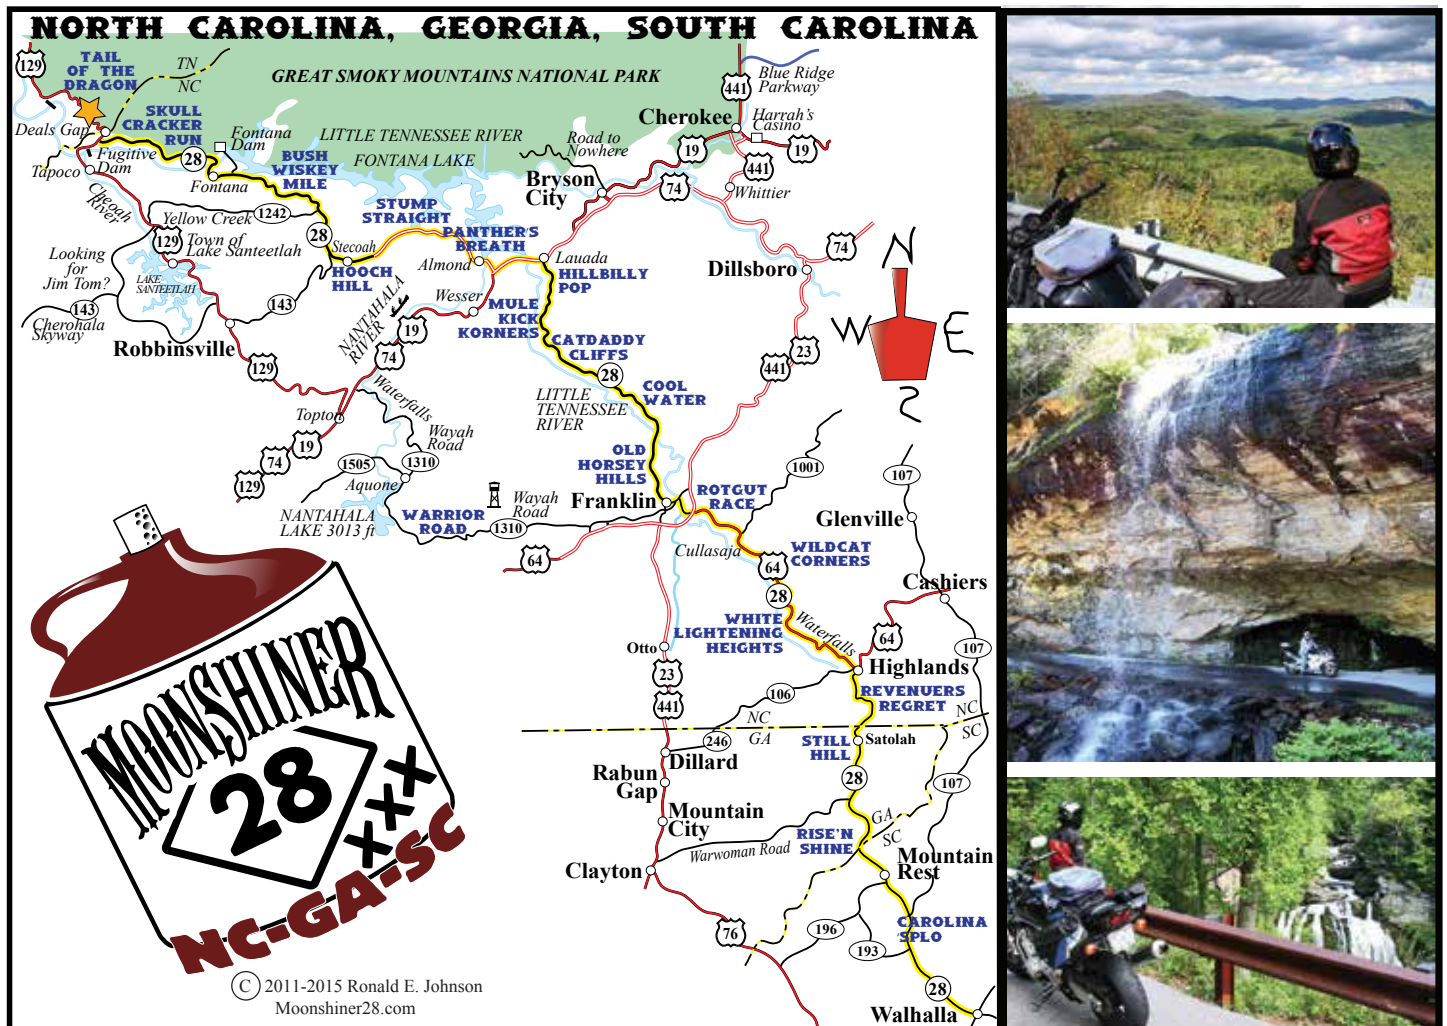 NORTH CAROLINA, GEORGIA, SOUTH CAROLINA
129
TAIL
OF THE
DRAGON
TN
NC
GREAT SMOKY MOUNTAINS NATIONAL PARK
441
Blue Ridge
Parkway
Deals Gap
SKULL
CRACKER
RUN
Fontana
Dam
LITTLE TENNESSEE RIVER
FONTANA LAKE
Road to
Nowhere
Cherokee
Harrah's
Casino
19
19
441
Tapoco
Fugitive
Dam
28
Fontana
BUSH
WISKEY
MILE
Bryson
City
74
Whittier
Cheoah
River
Yellow Creek
1242
28
STUMP
STRAIGHT
PANTHER'S
BREATH
74
129
Town of
Lake Santeetlah
Stecoah
Almond
Lauada
Dillsboro
N
Looking
for
Jim Tom?
LAKE
SANTEETLAH
HOOCH
HILL
HILLBILLY
POP
143
Cherohala
Skyway
143
NANTAHALA
RIVER
Wesser
MULE
KICK
KORNERS
W
E
S
Robbinsville
19
74
CATDADDY
CLIFFS
28
23
441
129
Waterfalls
LITTLE
TENNESSEE
RIVER
COOL
WATER
Topton
19
74
129
Wayah
Road
1505
1310
Aquone
OLD
HORSEY
HILLS
1001
107
NANTAHALA
LAKE 3013 ft
WARRIOR
ROAD
Wayah
Road
1310
Franklin
ROTGUT
RACE
Glenville
64
Cullasaja
64
WILDCAT
CORNERS
28
Cashiers
WHITE
LIGHTENING
HEIGHTS
Waterfalls
64
107
Otto
Highlands
23
441
106
REVENUERS
REGRET
NC
GA
NC
SC
246
Dillard
STILL
HILL
Satolah
Rabun
Gap
28
107
Mountain
City
GA
SC
RISE'N
SHINE
Warwoman Road
Mountain
Rest
Clayton
76
196
193
CAROLINA
'SPLO
28
Walhalla
MOONSHINER
28
XXX
NC-GA-SC
C 2011-2015 Ronald E. Johnson
Moonshiner28.com